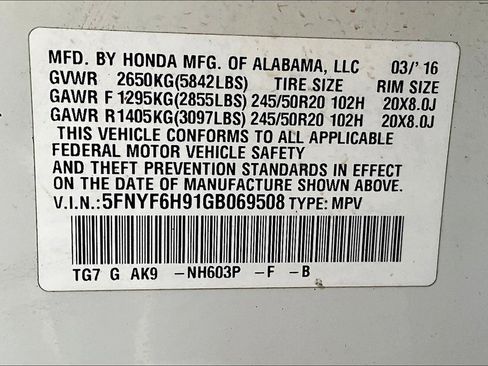 MFD. BY HONDA MFG. OF ALABAMA, LLC 03/'16
GVWR 2650KG(5842LBS) TIRE SIZE RIM SIZE
GAWR F 1295KG(2855LBS) 245/50R20 102H 20X8.0J
GAWR R1405KG(3097LBS) 245/50R20 102H 20X8.0J
THIS VEHICLE CONFORMS TO ALL APPLICABLE
FEDERAL MOTOR VEHICLE SAFETY
AND THEFT PREVENTION STANDARDS IN EFFECT
ON THE DATE OF MANUFACTURE SHOWN ABOVE.
V.I.N.: 5FNYF6H91GB069508 TYPE: MPV
TG7 G AK9 -NH603P -F -B